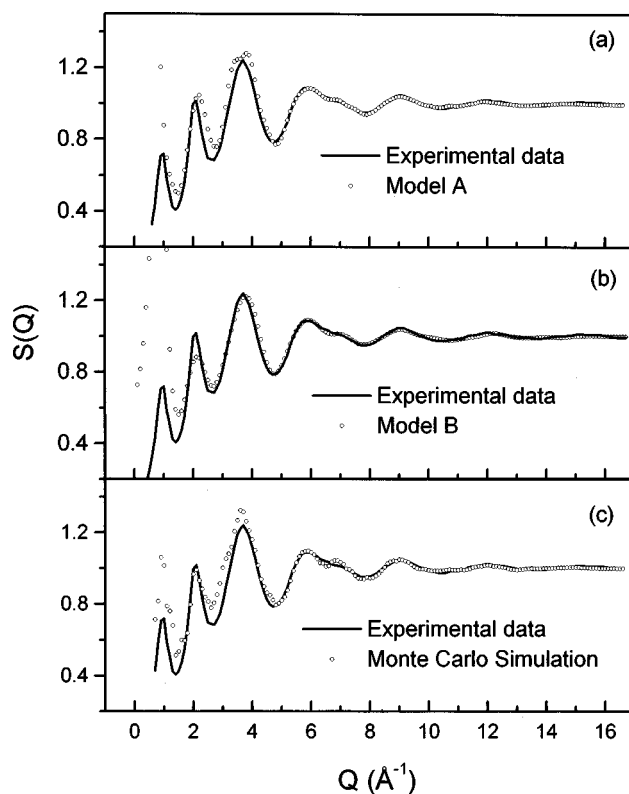 (a)
1.2
0.8
0.4
Experimental data
Model A
(b)
1.2
0.8
0.4
S(Q)
Experimental data
Model B
(c)
1.2
0.8
0.4
Experimental data
Monte Carlo Simulation
0 2 4 6 8 10 12 14 16
Q (Å⁻¹)